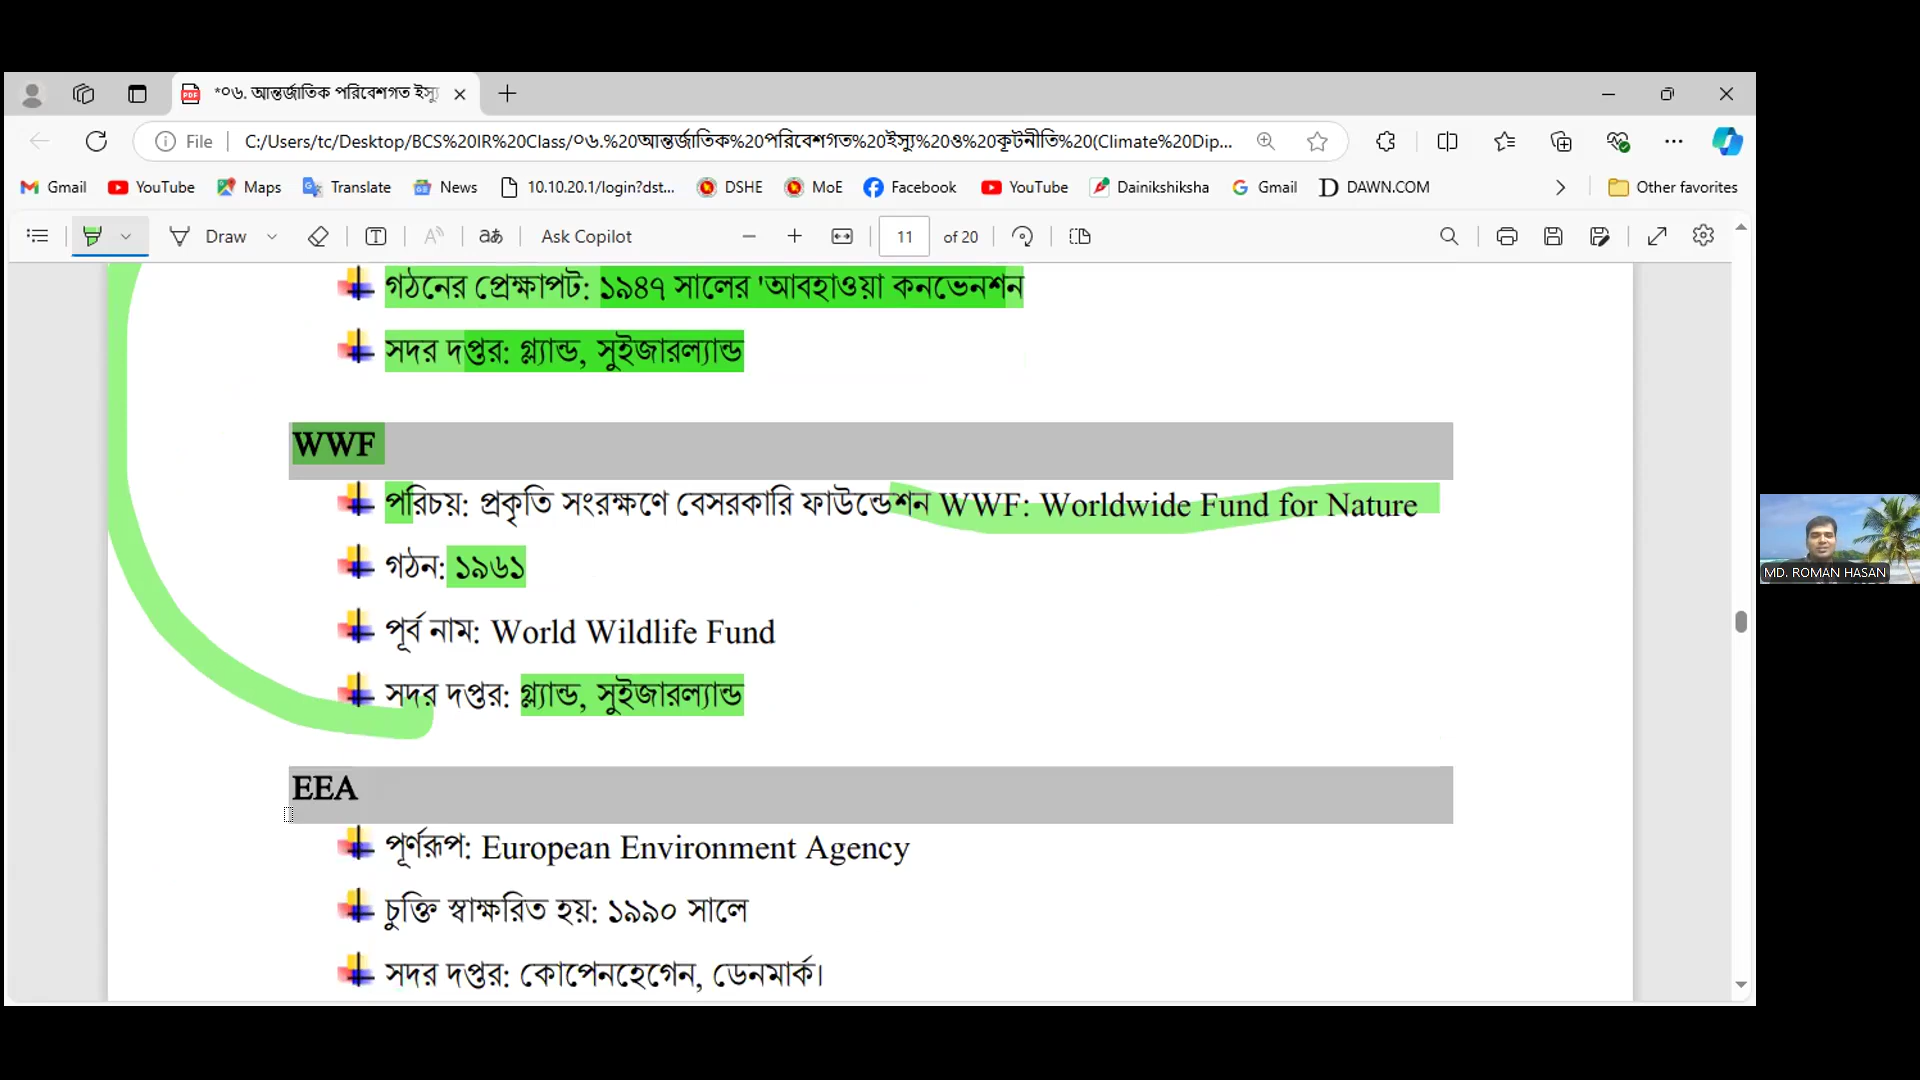 *০৬. আন্তর্জাতিক পরিবেশগত ইস্যু
File
C:/Users/tc/Desktop/BCS%20IR%20Class/০৬.%20আন্তর্জাতিক%20পরিবেশগত%20ইস্যু%20ও%20কূটনীতি%20(Climate%20Dip...
Gmail YouTube Maps Translate News 10.10.20.1/login?dst... DSHE MoE Facebook YouTube Dainikshiksha Gmail DAWN.COM Other favorites
Draw Ask Copilot 11 of 20
গঠনের প্রেক্ষাপট: ১৯৪৭ সালের 'আবহাওয়া কনভেনশন
সদর দপ্তর: গ্ল্যান্ড, সুইজারল্যান্ড
WWF
পরিচয়: প্রকৃতি সংরক্ষণে বেসরকারি ফাউন্ডেশন WWF: Worldwide Fund for Nature
গঠন: ১৯৬১
পূর্ব নাম: World Wildlife Fund
সদর দপ্তর: গ্ল্যান্ড, সুইজারল্যান্ড
EEA
পূর্ণরূপ: European Environment Agency
চুক্তি স্বাক্ষরিত হয়: ১৯৯০ সালে
সদর দপ্তর: কোপেনহেগেন, ডেনমার্ক।
MD. ROMAN HASAN